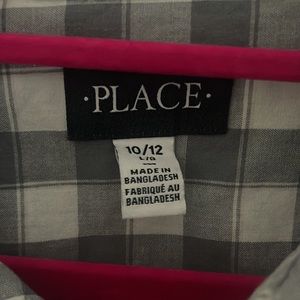 ·PLACE·
10/12
L/G
MADE IN
BANGLADESH
FABRIQUÉ AU
BANGLADESH